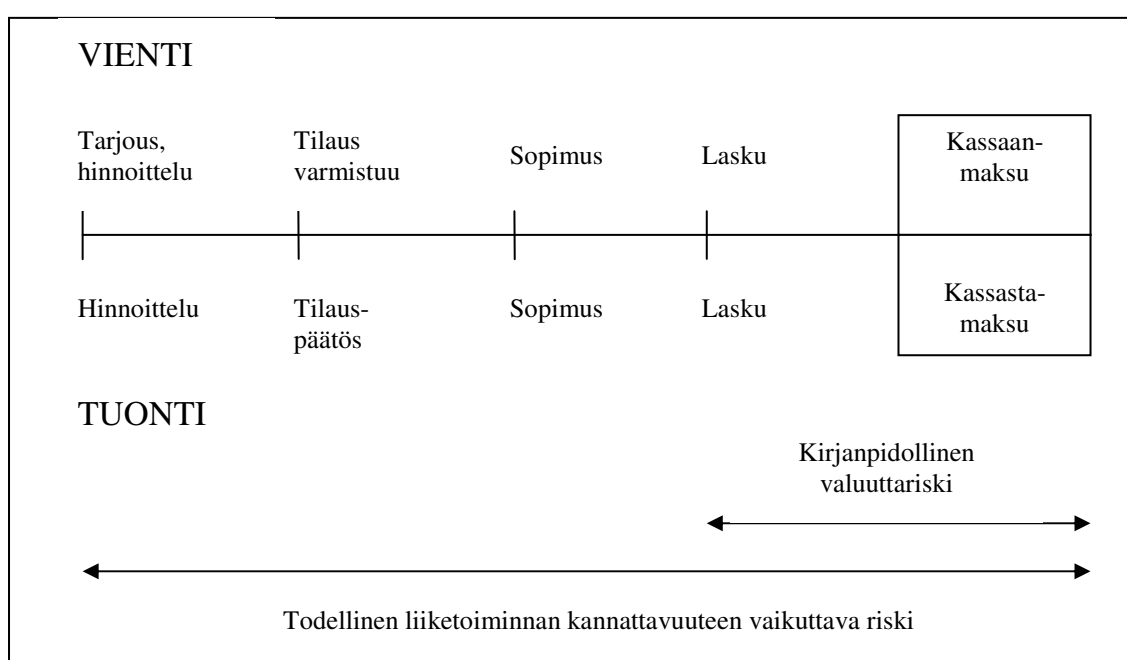 VIENTI
Tarjous,
hinnoittelu
Tilaus
varmistuu
Sopimus
Lasku
Kassaan-
maksu
Hinnoittelu
Tilaus-
päätös
Sopimus
Lasku
Kassasta-
maksu
TUONTI
Kirjanpidollinen
valuuttariski
Todellinen liiketoiminnan kannattavuuteen vaikuttava riski